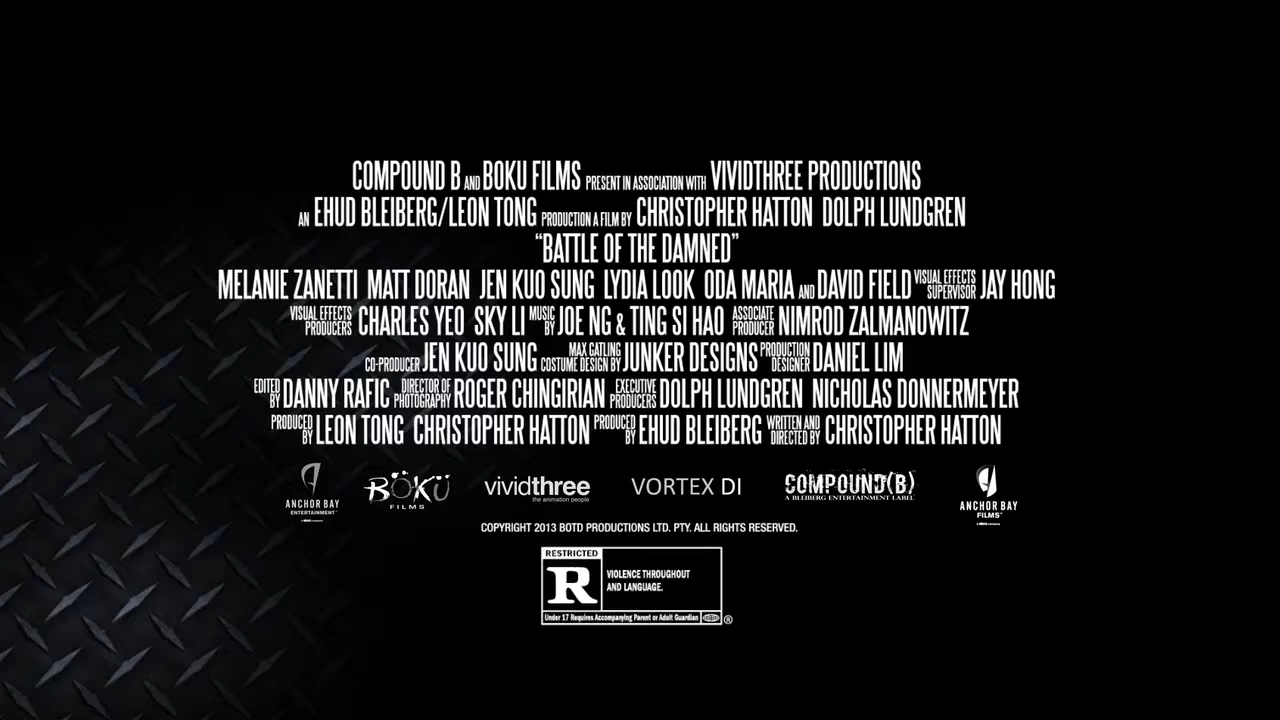 COMPOUND B AND BOKU FILMS PRESENT IN ASSOCIATION WITH VIVIDTHREE PRODUCTIONS
AN EHUD BLEIBERG/LEON TONG PRODUCTION A FILM BY CHRISTOPHER HATTON DOLPH LUNDGREN
“BATTLE OF THE DAMNED”
MELANIE ZANETTI MATT DORAN JEN KUO SUNG LYDIA LOOK ODA MARIA AND DAVID FIELD VISUAL EFFECTS SUPERVISOR JAY HONG
VISUAL EFFECTS PRODUCERS CHARLES YEO SKY LI MUSIC BY JOE NG & TING SI HAO ASSOCIATE PRODUCER NIMROD ZALMANOWITZ
CO-PRODUCER JEN KUO SUNG MAX GATLING COSTUME DESIGN BY JUNKER DESIGNS PRODUCTION DESIGNER DANIEL LIM
EDITED BY DANNY RAFIC DIRECTOR OF PHOTOGRAPHY ROGER CHINGIRIAN EXECUTIVE PRODUCERS DOLPH LUNDGREN NICHOLAS DONNERMEYER
PRODUCED BY LEON TONG CHRISTOPHER HATTON PRODUCED BY EHUD BLEIBERG WRITTEN AND DIRECTED BY CHRISTOPHER HATTON
ANCHOR BAY ENTERTAINMENT
BÖKÜ FILMS
vividthree the animation people
VORTEX DI
COMPOUND(B) A BLEIBERG ENTERTAINMENT LABEL
ANCHOR BAY FILMS
COPYRIGHT 2013 BOTD PRODUCTIONS LTD. PTY. ALL RIGHTS RESERVED.
RESTRICTED
R
VIOLENCE THROUGHOUT
AND LANGUAGE.
Under 17 Requires Accompanying Parent or Adult Guardian ®